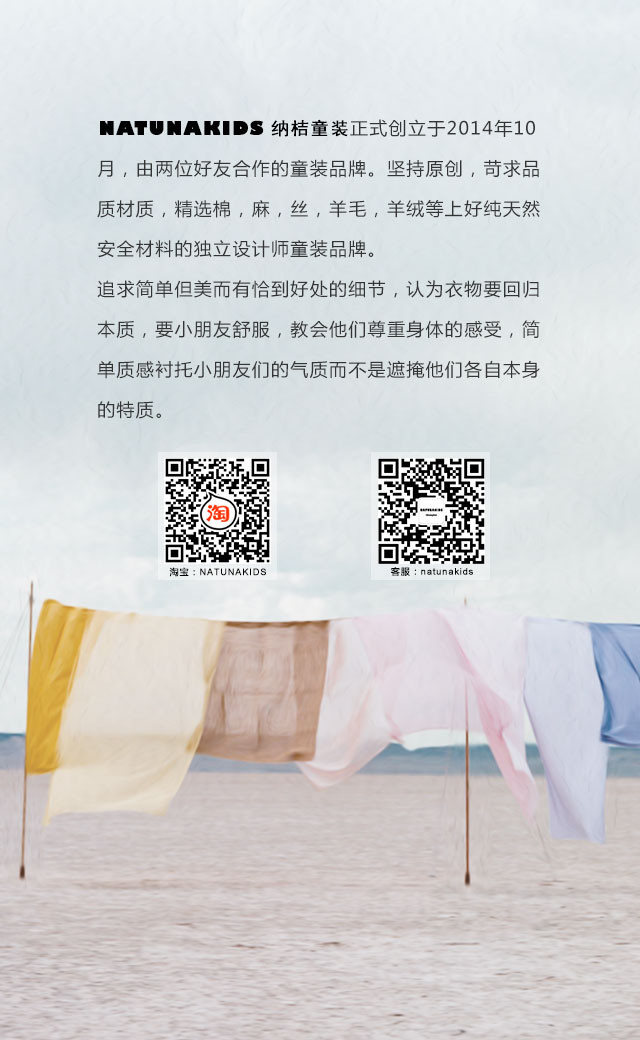 NATUNAKIDS 纳桔童装正式创立于2014年10
月，由两位好友合作的童装品牌。坚持原创，苛求品
质材质，精选棉，麻，丝，羊毛，羊绒等上好纯天然
安全材料的独立设计师童装品牌。
追求简单但美而有恰到好处的细节，认为衣物要回归
本质，要小朋友舒服，教会他们尊重身体的感受，简
单质感衬托小朋友们的气质而不是遮掩他们各自本身
的特质。
淘
NATUNAKIDS
淘宝：NATUNAKIDS
客服：natunakids